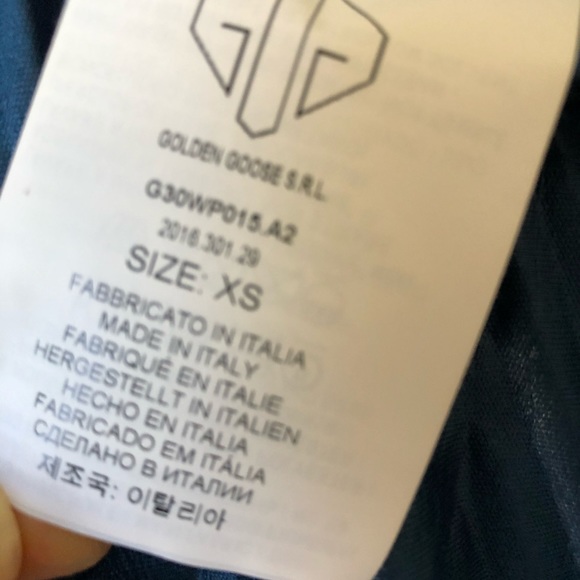 GOLDEN GOOSE S.R.L.
G30WP015.A2
2016.301.29
SIZE: XS
FABBRICATO IN ITALIA
MADE IN ITALY
FABRIQUÉ EN ITALIE
HERGESTELLT IN ITALIEN
HECHO EN ITALIA
FABRICADO EM ITÁLIA
СДЕЛАНО В ИТАЛИИ
제조국: 이탈리아